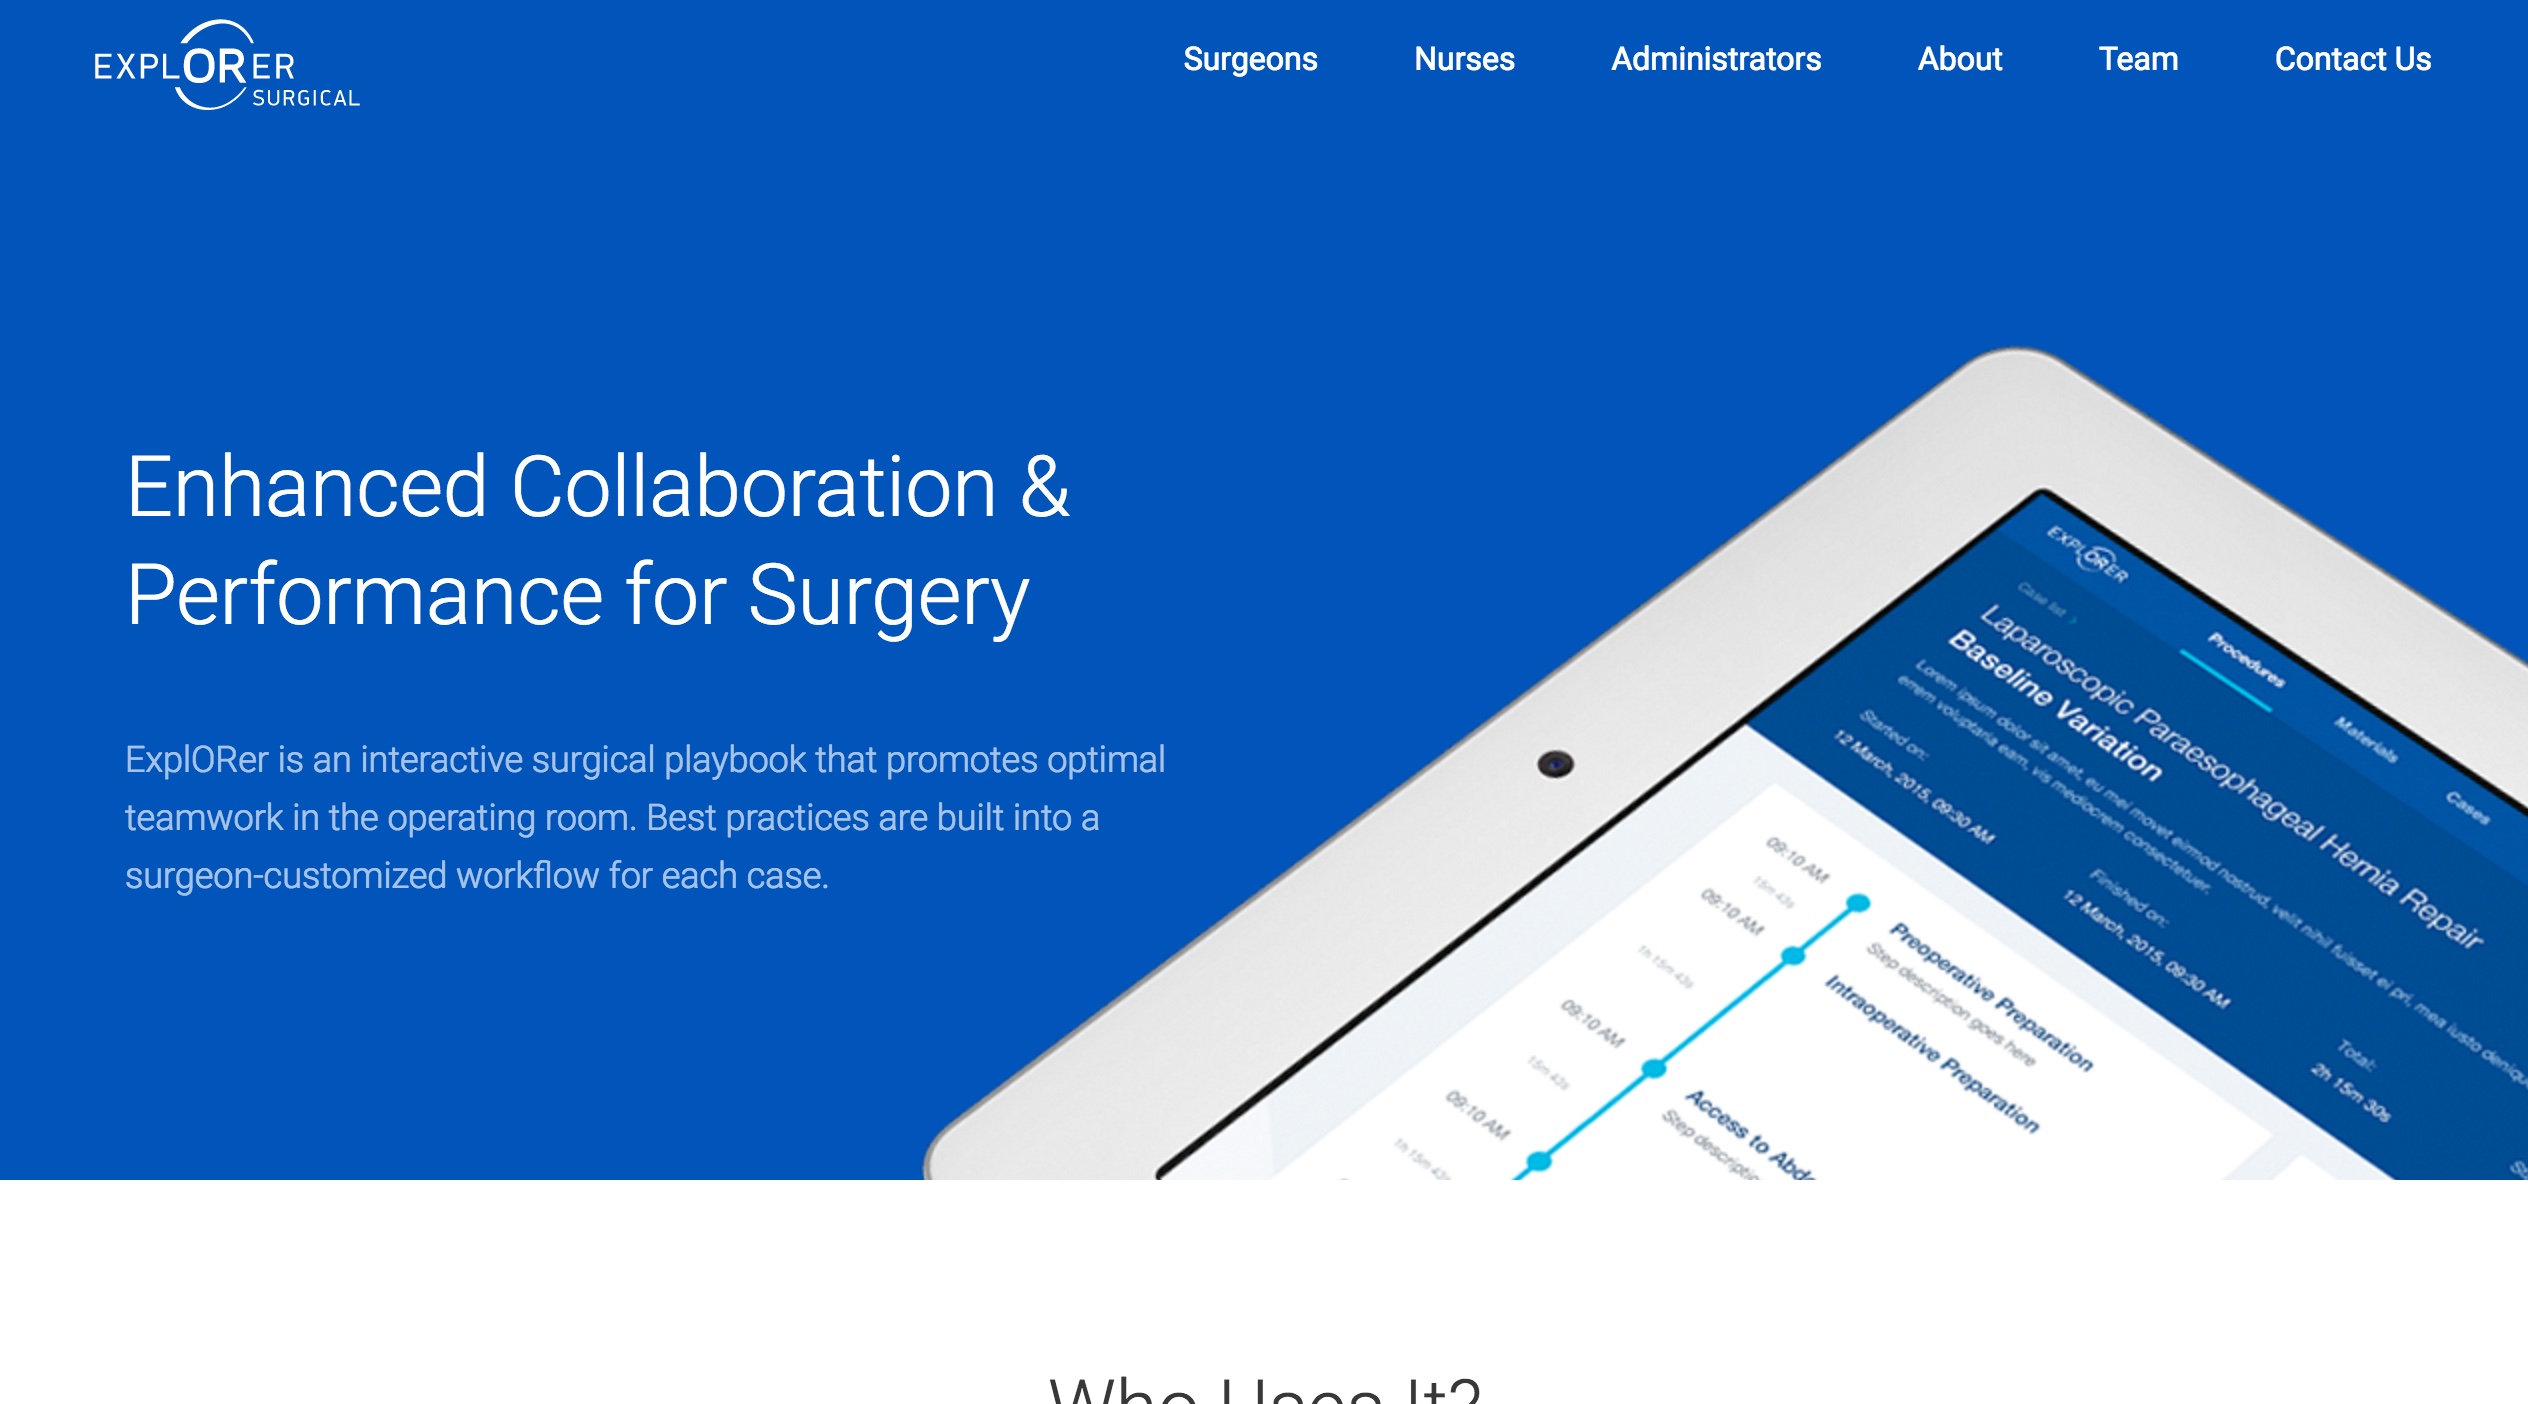 EXPLORER
SURGICAL
Surgeons Nurses Administrators About Team Contact Us
Enhanced Collaboration &
Performance for Surgery
ExplORer is an interactive surgical playbook that promotes optimal
teamwork in the operating room. Best practices are built into a
surgeon-customized workflow for each case.
EXPLORER
Procedures
Materials
Cases
Case list >
Laparoscopic Paraesophageal Hernia Repair
Baseline Variation
Lorem ipsum dolor sit amet, eu mei movet eirmod nostrud, velit nihil fuisset ei pri, mea iusto
errem voluptaria eam, vis mediocrem consectetuer.
Started on:
12 March, 2015, 09:30 AM
Finished on:
12 March, 2015, 09:30 AM
Total:
2h 15m 30s
09:10 AM
15m 43s
Preoperative Preparation
Step description goes here
09:10 AM
1h 15m 43s
Intraoperative Preparation
09:10 AM
15m 43s
Access to
Step
09:10 AM
1h 15m 43s
Who Uses It?